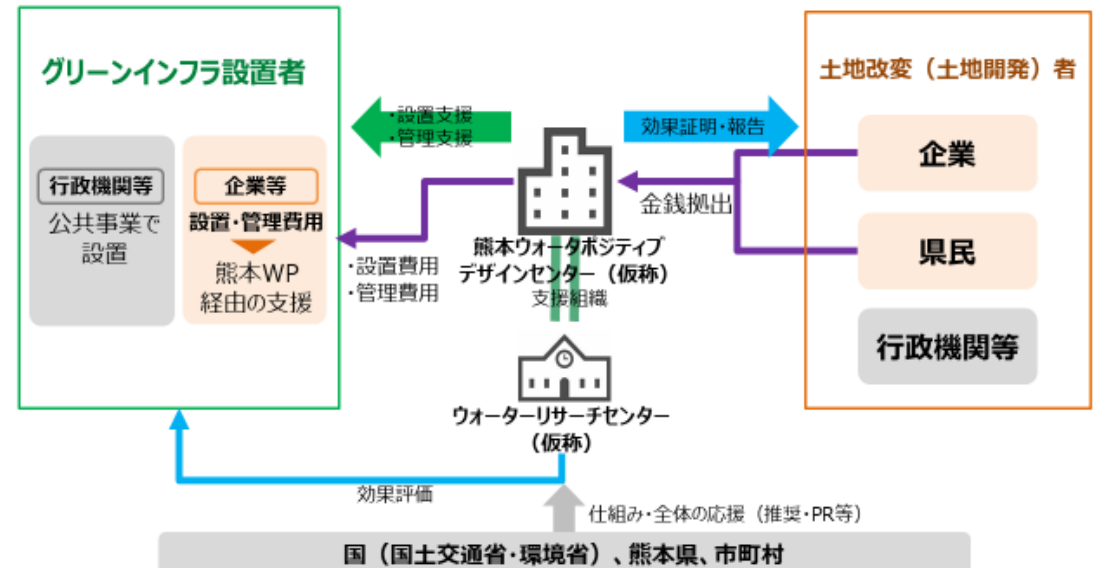 グリーンインフラ設置者
行政機関等
公共事業で
設置
企業等
設置・管理費用
熊本WP
経由の支援
・設置支援
・管理支援
・設置費用
・管理費用
効果証明・報告
金銭拠出
熊本ウォータポジティブ
デザインセンター（仮称）
支援組織
ウォーターリサーチセンター
（仮称）
土地改変（土地開発）者
企業
県民
行政機関等
効果評価
仕組み・全体の応援（推奨・PR等）
国（国土交通省・環境省）、熊本県、市町村